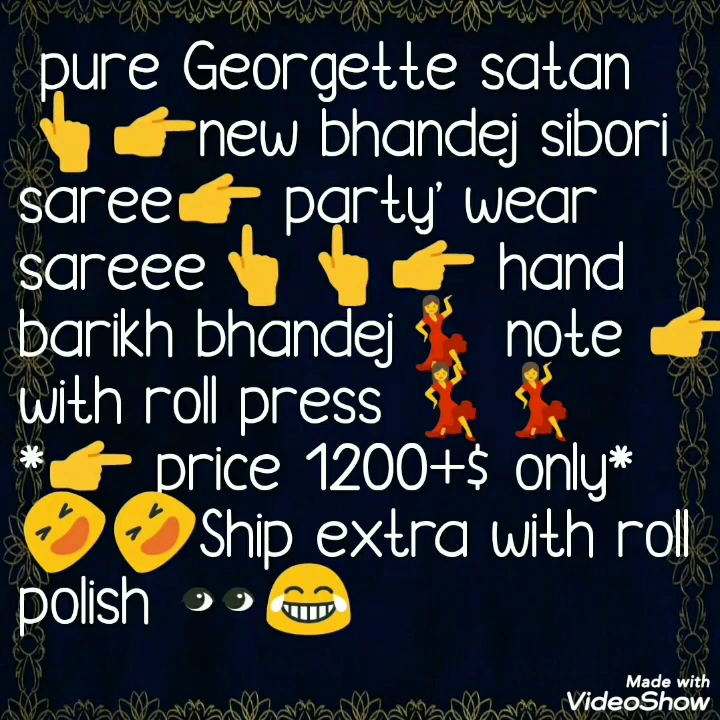 pure Georgette satan
👆 👉new bhandej sibori
saree👉 party' wear
sareee 👆 👆 👉 hand
barikh bhandej💃 note 👉
with roll press 💃 💃
*👉 price 1200+$ only*
🤣🤣Ship extra with roll
polish 👀😂
Made with
VideoShow